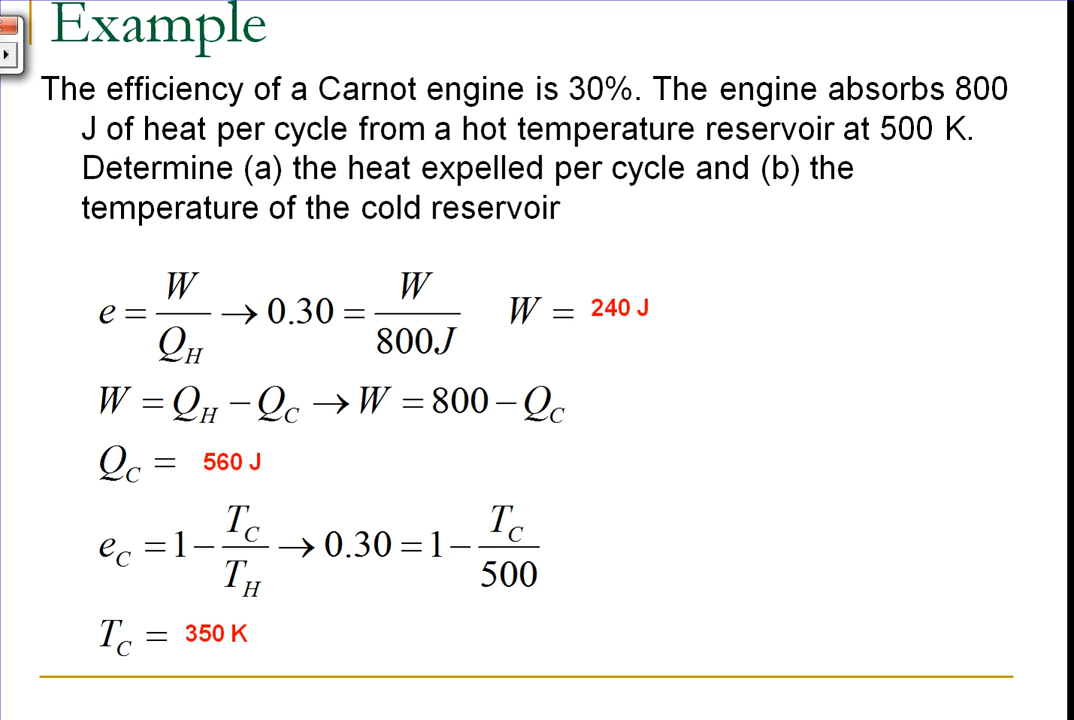 Example
The efficiency of a Carnot engine is 30%. The engine absorbs 800
J of heat per cycle from a hot temperature reservoir at 500 K.
Determine (a) the heat expelled per cycle and (b) the
temperature of the cold reservoir
e = W/Q_H → 0.30 = W/800J W = 240 J
W = Q_H − Q_C → W = 800 − Q_C
Q_C = 560 J
e_C = 1 − T_C/T_H → 0.30 = 1 − T_C/500
T_C = 350 K